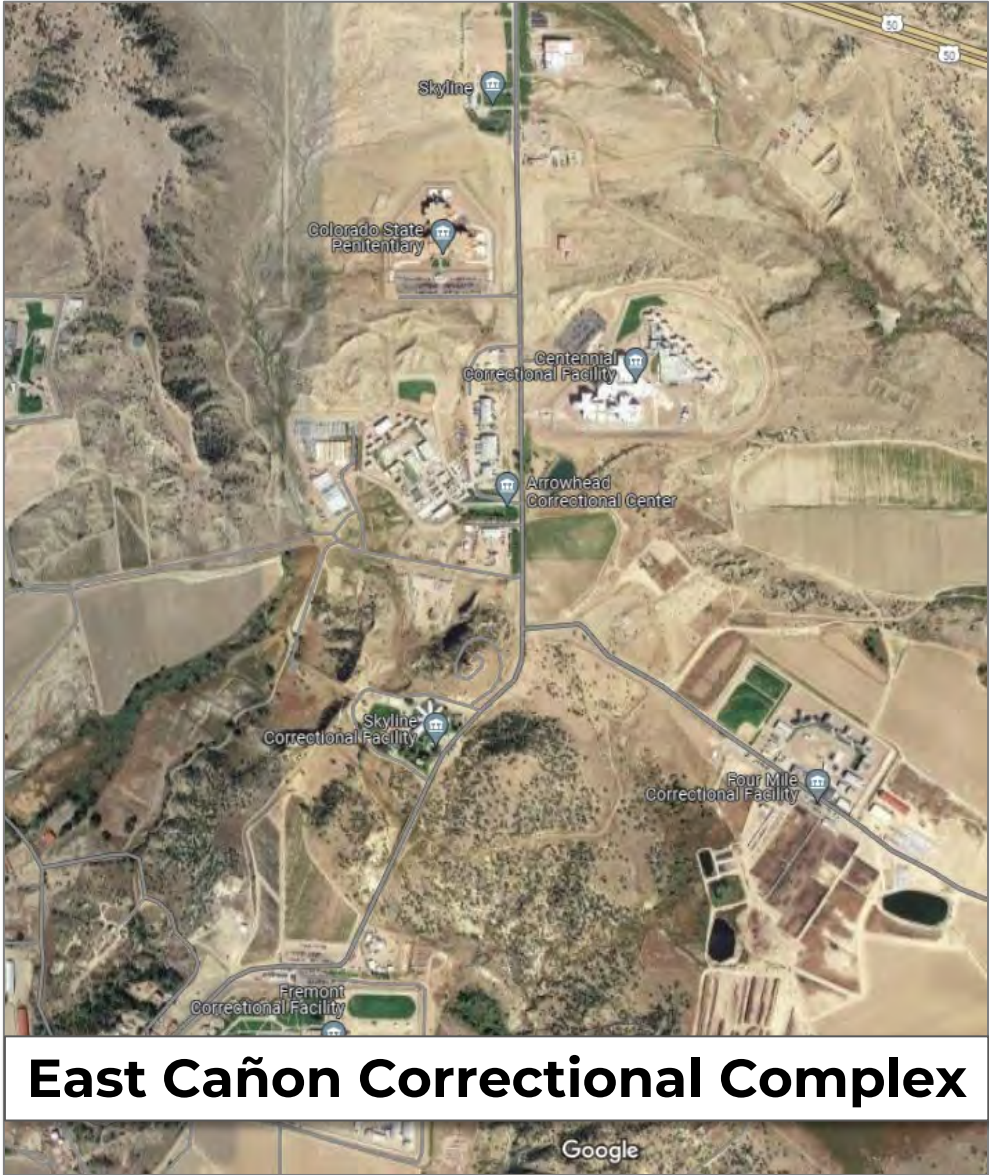 50
50
Skyline
Colorado State
Penitentiary
Centennial
Correctional Facility
Arrowhead
Correctional Center
Skyline
Correctional Facility
Four Mile
Correctional Facility
Fremont
Correctional Facility
East Cañon Correctional Complex
Google